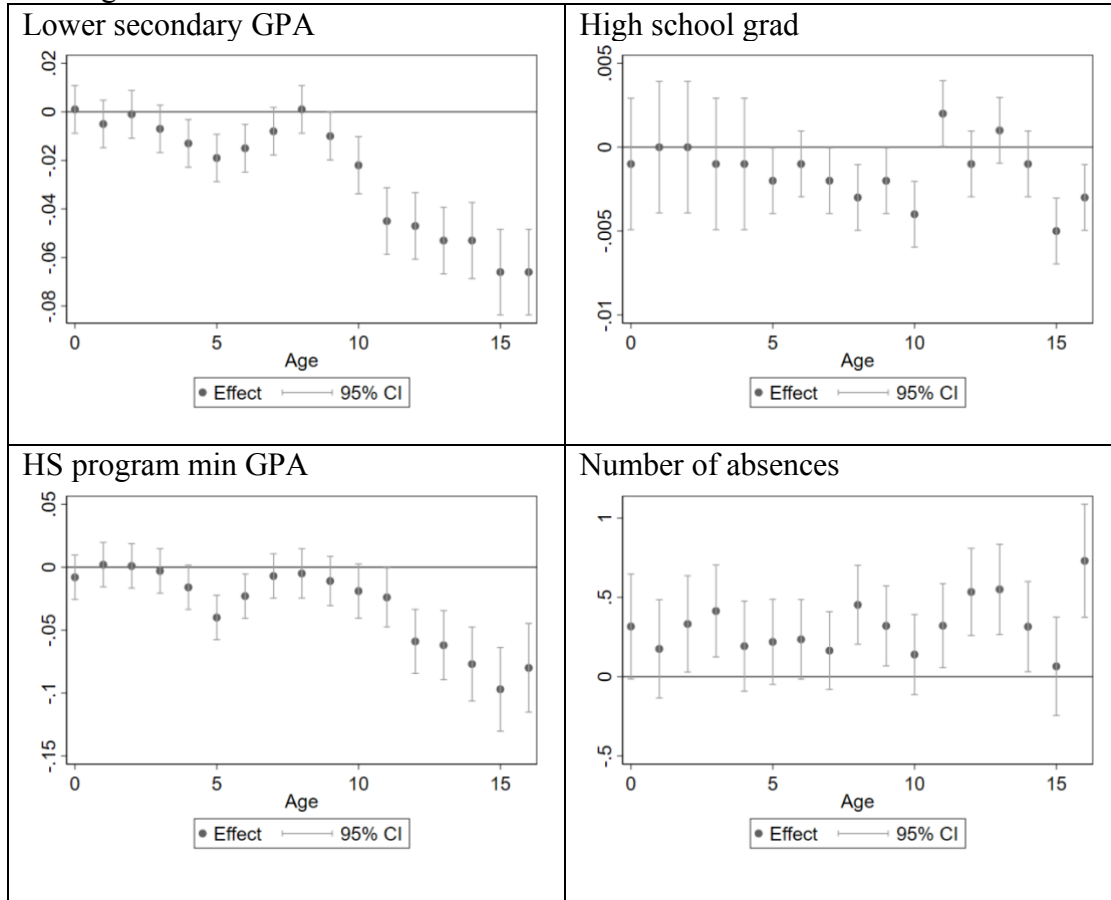 Lower secondary GPA
.02
0
-.02
-.04
-.06
-.08
0
5
10
15
Age
Effect
95% CI
High school grad
.005
0
-.005
-.01
0
5
10
15
Age
Effect
95% CI
HS program min GPA
.05
0
-.05
-.1
-.15
0
5
10
15
Age
Effect
95% CI
Number of absences
1
.5
0
-.5
0
5
10
15
Age
Effect
95% CI